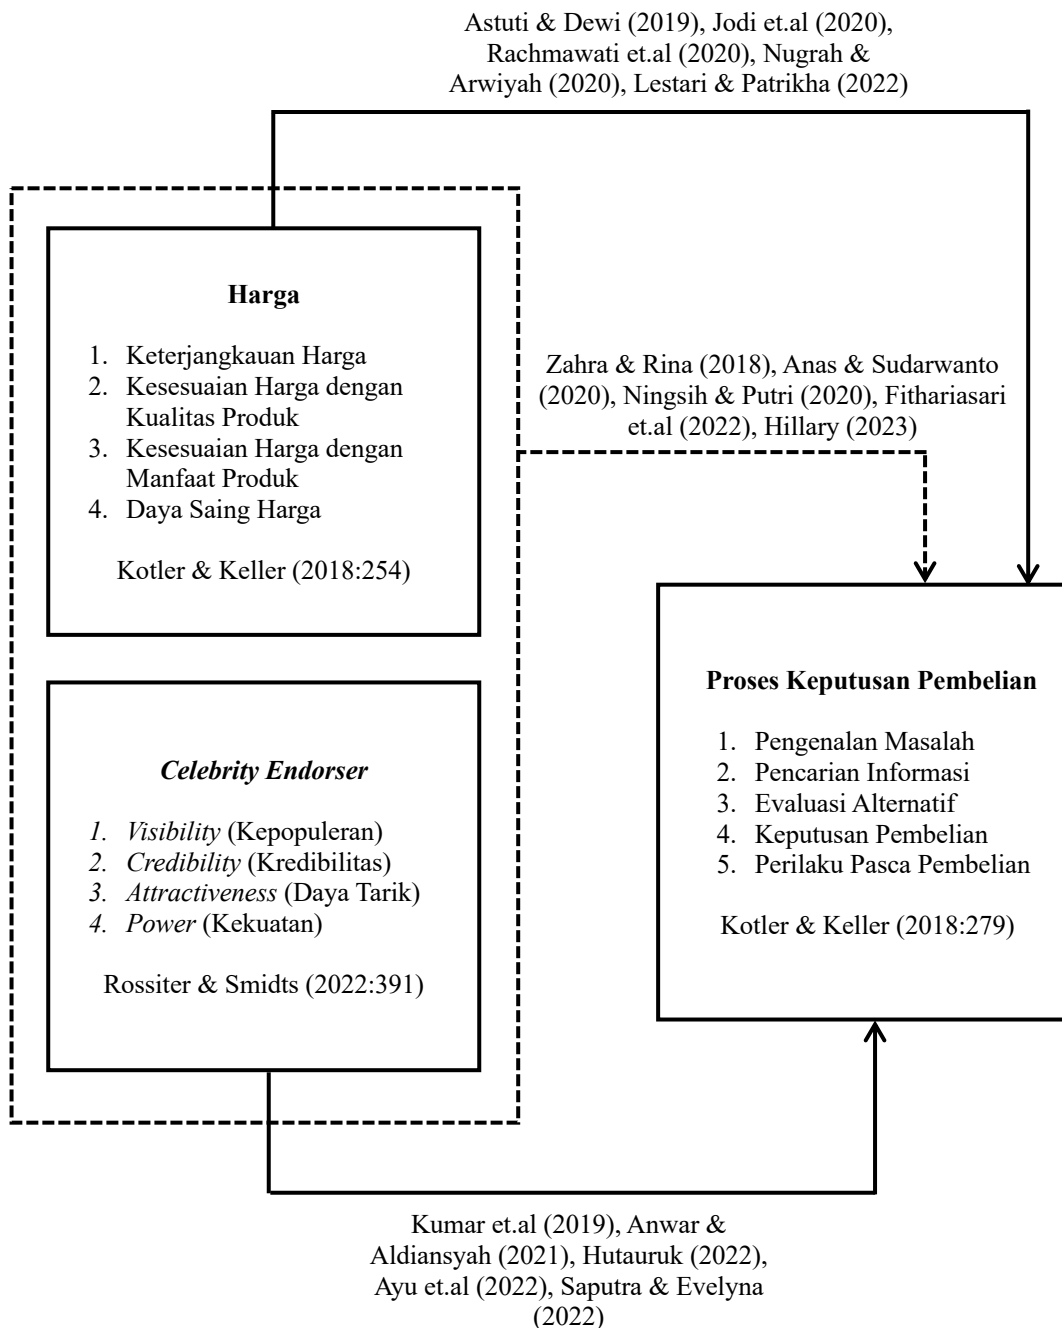 Astuti & Dewi (2019), Jodi et.al (2020),
Rachmawati et.al (2020), Nugrah &
Arwiyah (2020), Lestari & Patrikha (2022)
Harga
1. Keterjangkauan Harga
2. Kesesuaian Harga dengan
Kualitas Produk
3. Kesesuaian Harga dengan
Manfaat Produk
4. Daya Saing Harga
Kotler & Keller (2018:254)
Zahra & Rina (2018), Anas & Sudarwanto
(2020), Ningsih & Putri (2020), Fithariasari
et.al (2022), Hillary (2023)
Celebrity Endorser
1. Visibility (Kepopuleran)
2. Credibility (Kredibilitas)
3. Attractiveness (Daya Tarik)
4. Power (Kekuatan)
Rossiter & Smidts (2022:391)
Proses Keputusan Pembelian
1. Pengenalan Masalah
2. Pencarian Informasi
3. Evaluasi Alternatif
4. Keputusan Pembelian
5. Perilaku Pasca Pembelian
Kotler & Keller (2018:279)
Kumar et.al (2019), Anwar &
Aldiansyah (2021), Hutauruk (2022),
Ayu et.al (2022), Saputra & Evelyna
(2022)